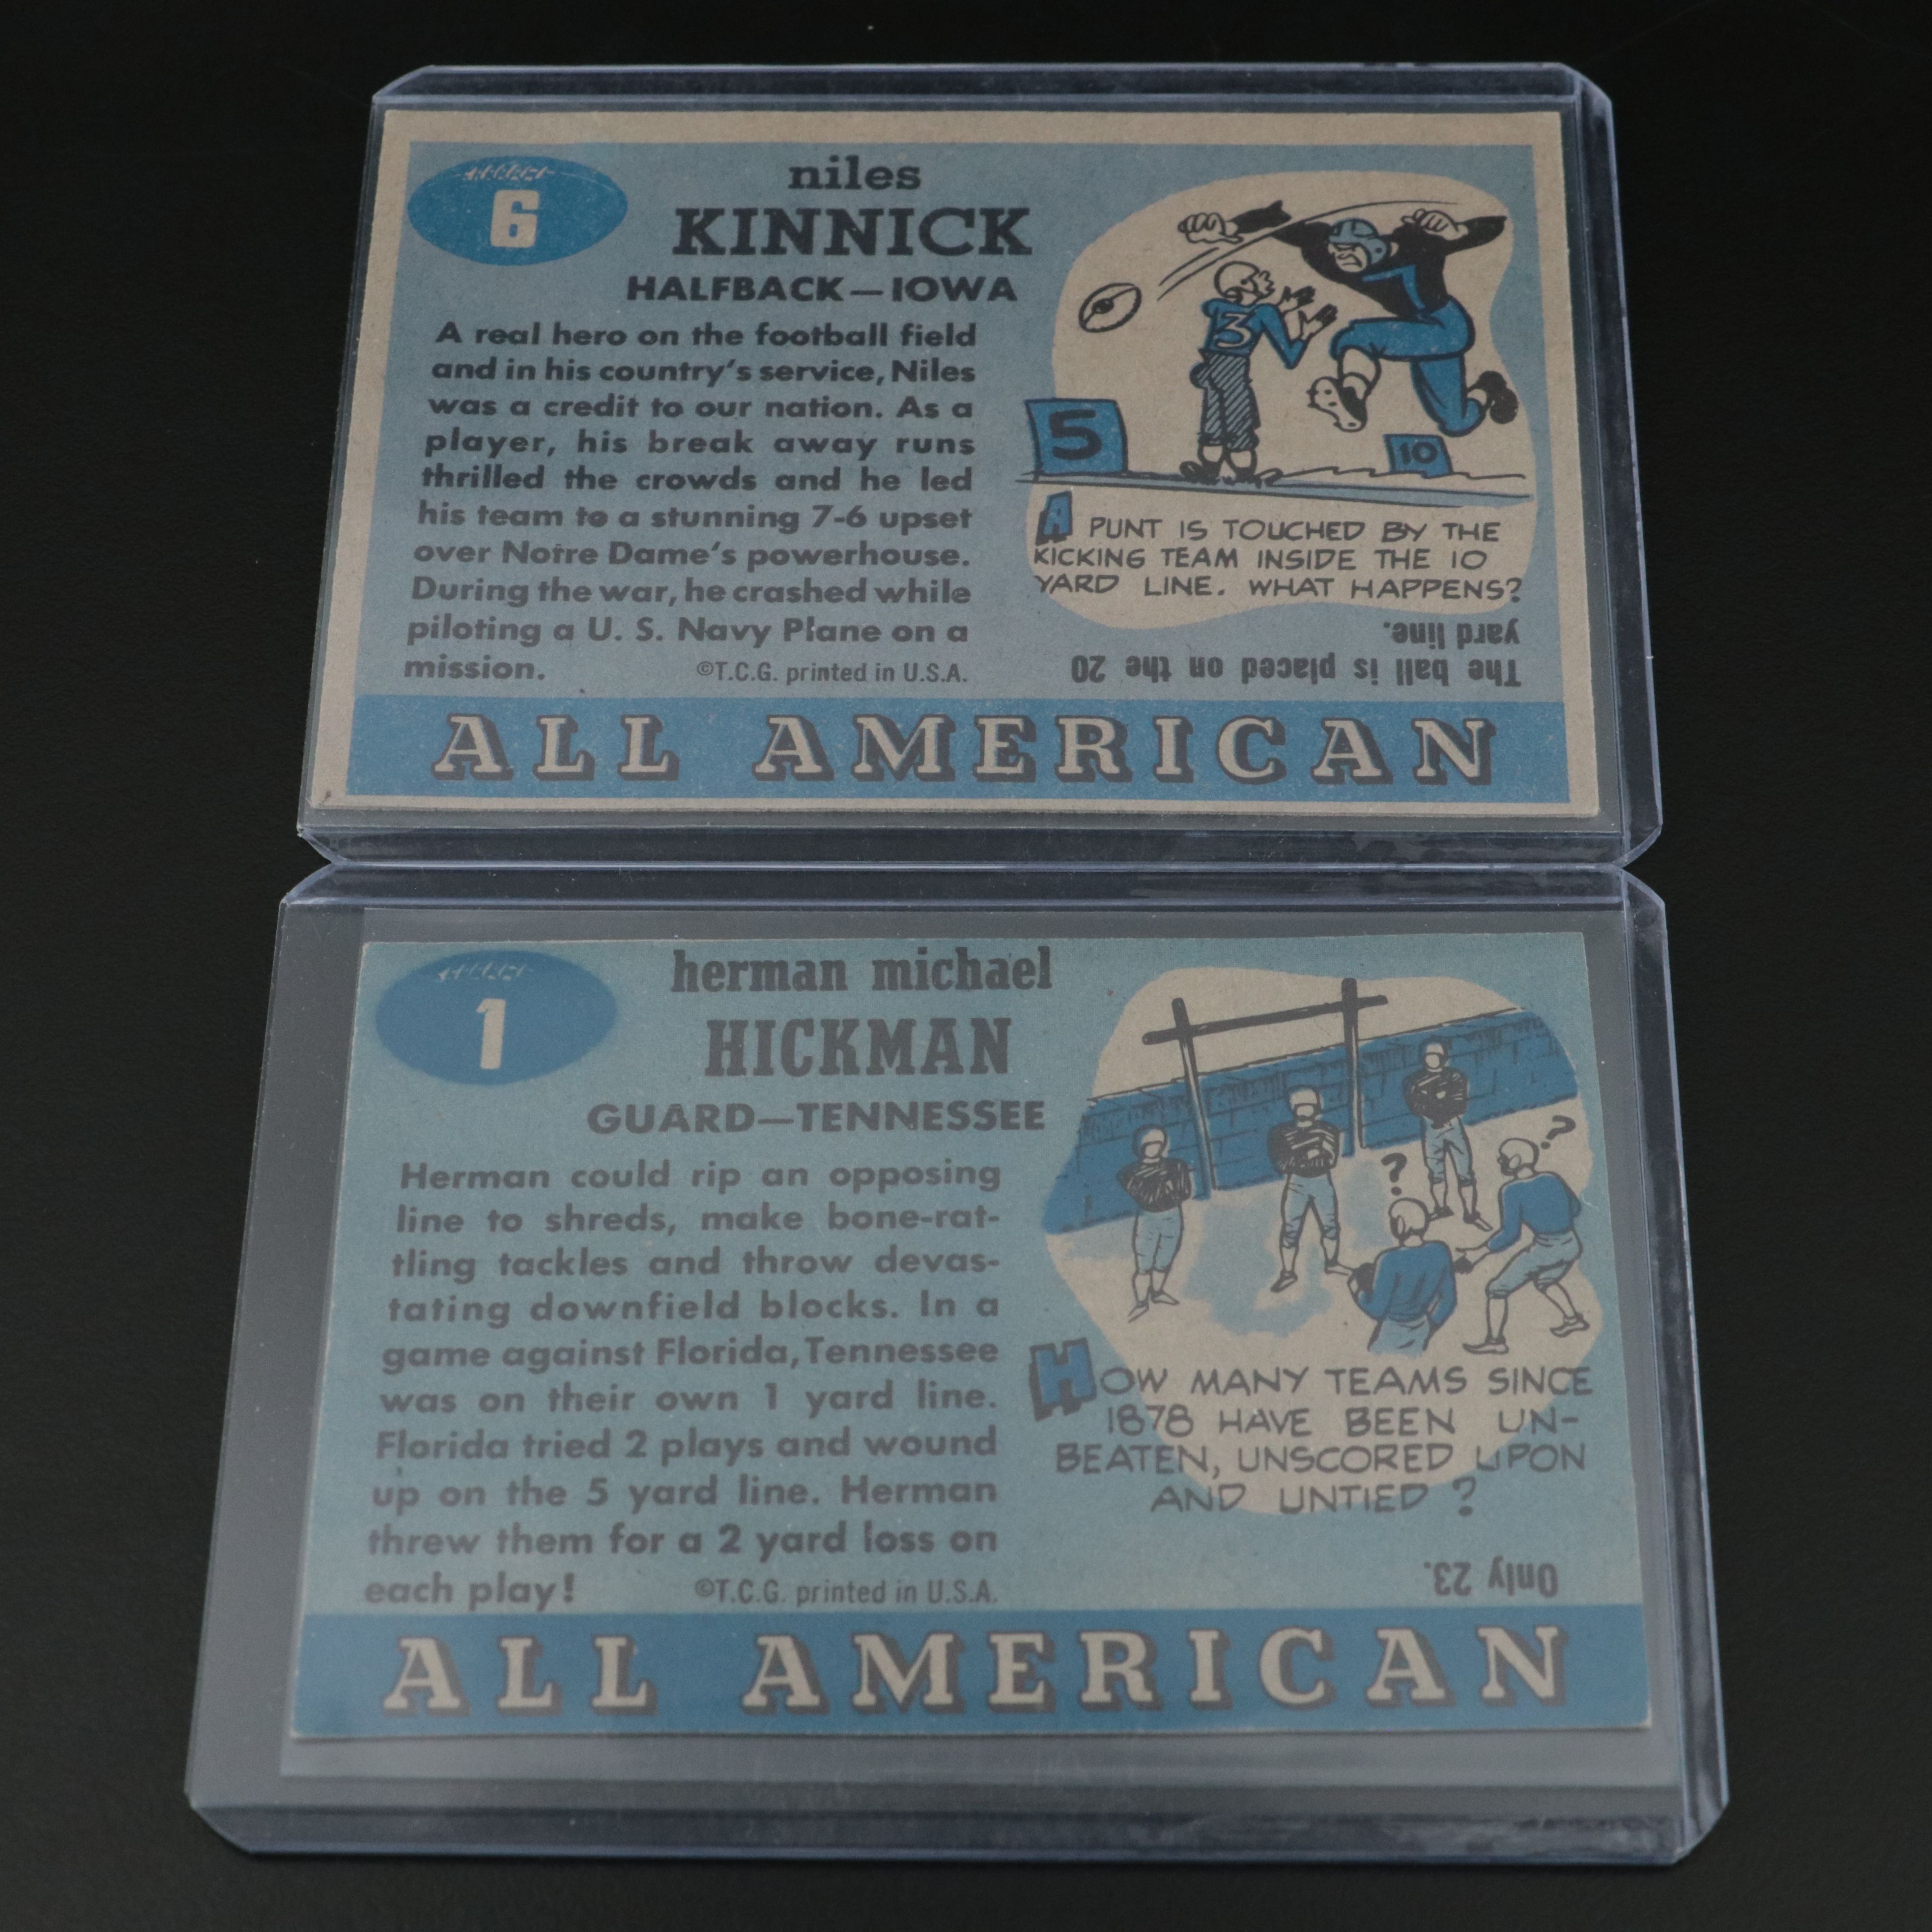 6
niles
KINNICK
HALFBACK—IOWA
A real hero on the football field
and in his country's service, Niles
was a credit to our nation. As a
player, his break away runs
thrilled the crowds and he led
his team to a stunning 7-6 upset
over Notre Dame's powerhouse.
During the war, he crashed while
piloting a U. S. Navy Plane on a
mission.
©T.C.G. printed in U.S.A.
3
5
10
A PUNT IS TOUCHED BY THE
KICKING TEAM INSIDE THE 10
YARD LINE. WHAT HAPPENS?
The ball is placed on the 20
yard line.
ALL AMERICAN
1
herman michael
HICKMAN
GUARD—TENNESSEE
Herman could rip an opposing
line to shreds, make bone-rat-
tling tackles and throw devas-
tating downfield blocks. In a
game against Florida, Tennessee
was on their own 1 yard line.
Florida tried 2 plays and wound
up on the 5 yard line. Herman
threw them for a 2 yard loss on
each play!
©T.C.G. printed in U.S.A.
? ?
HOW MANY TEAMS SINCE
1878 HAVE BEEN UN-
BEATEN, UNSCORED UPON
AND UNTIED ?
Only 23.
ALL AMERICAN